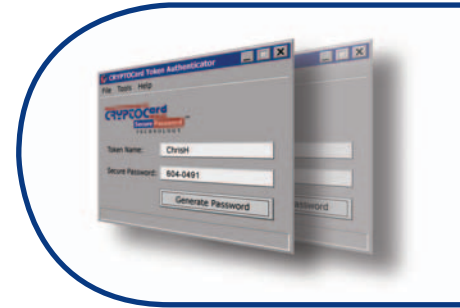 CRYPTOCard Token Authenticator
File Tools Help
CRYPTOCard
Secure Password
TECHNOLOGY
Token Name: ChrisH
Secure Password: 604-0491
Generate Password
ssword